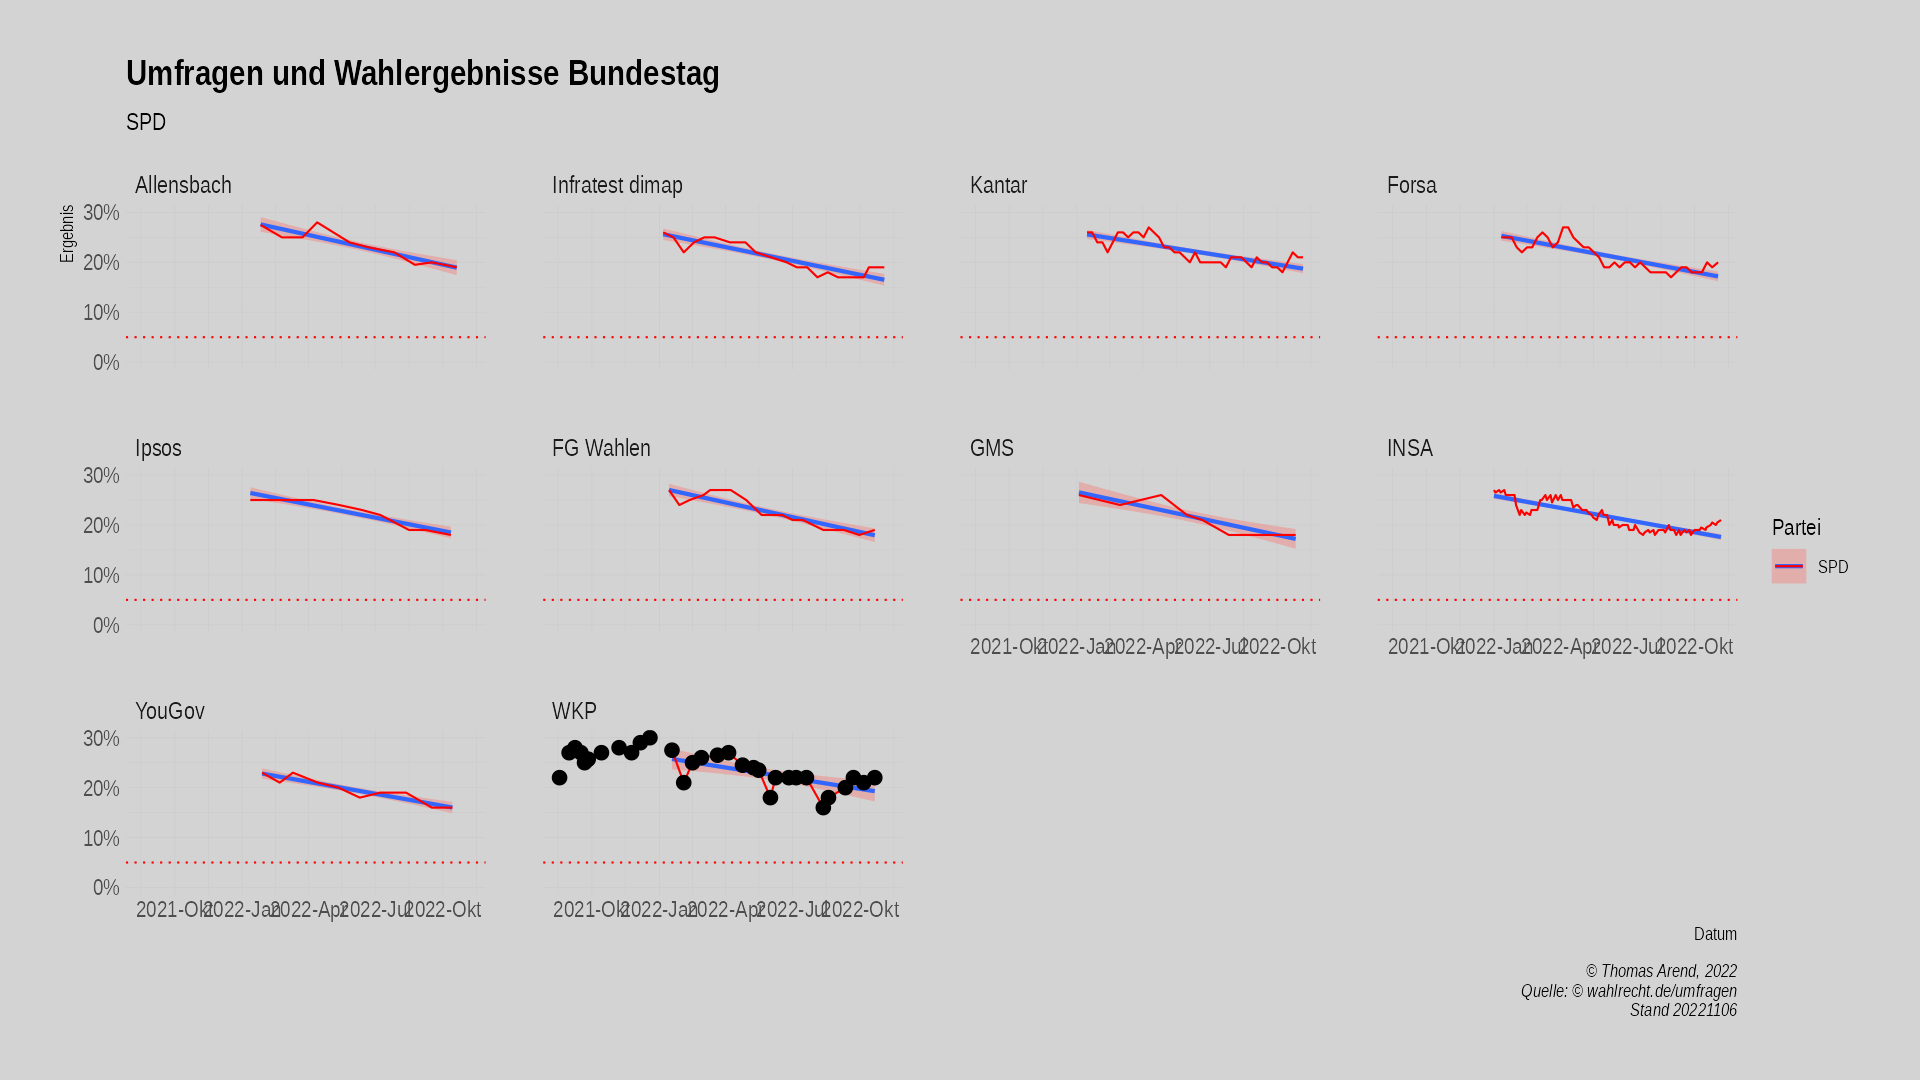 Umfragen und Wahlergebnisse Bundestag
SPD
Allensbach
Infratest dimap
Kantar
Forsa
Ergebnis
30%
20%
10%
0%
Ipsos
FG Wahlen
GMS
INSA
30%
20%
10%
0%
2021-Okt 2022-Jan 2022-Apr 2022-Jul 2022-Okt
2021-Okt 2022-Jan 2022-Apr 2022-Jul 2022-Okt
Partei
SPD
YouGov
WKP
30%
20%
10%
0%
2021-Okt 2022-Jan 2022-Apr 2022-Jul 2022-Okt
2021-Okt 2022-Jan 2022-Apr 2022-Jul 2022-Okt
Datum
© Thomas Arend, 2022
Quelle: © wahlrecht.de/umfragen
Stand 20221106